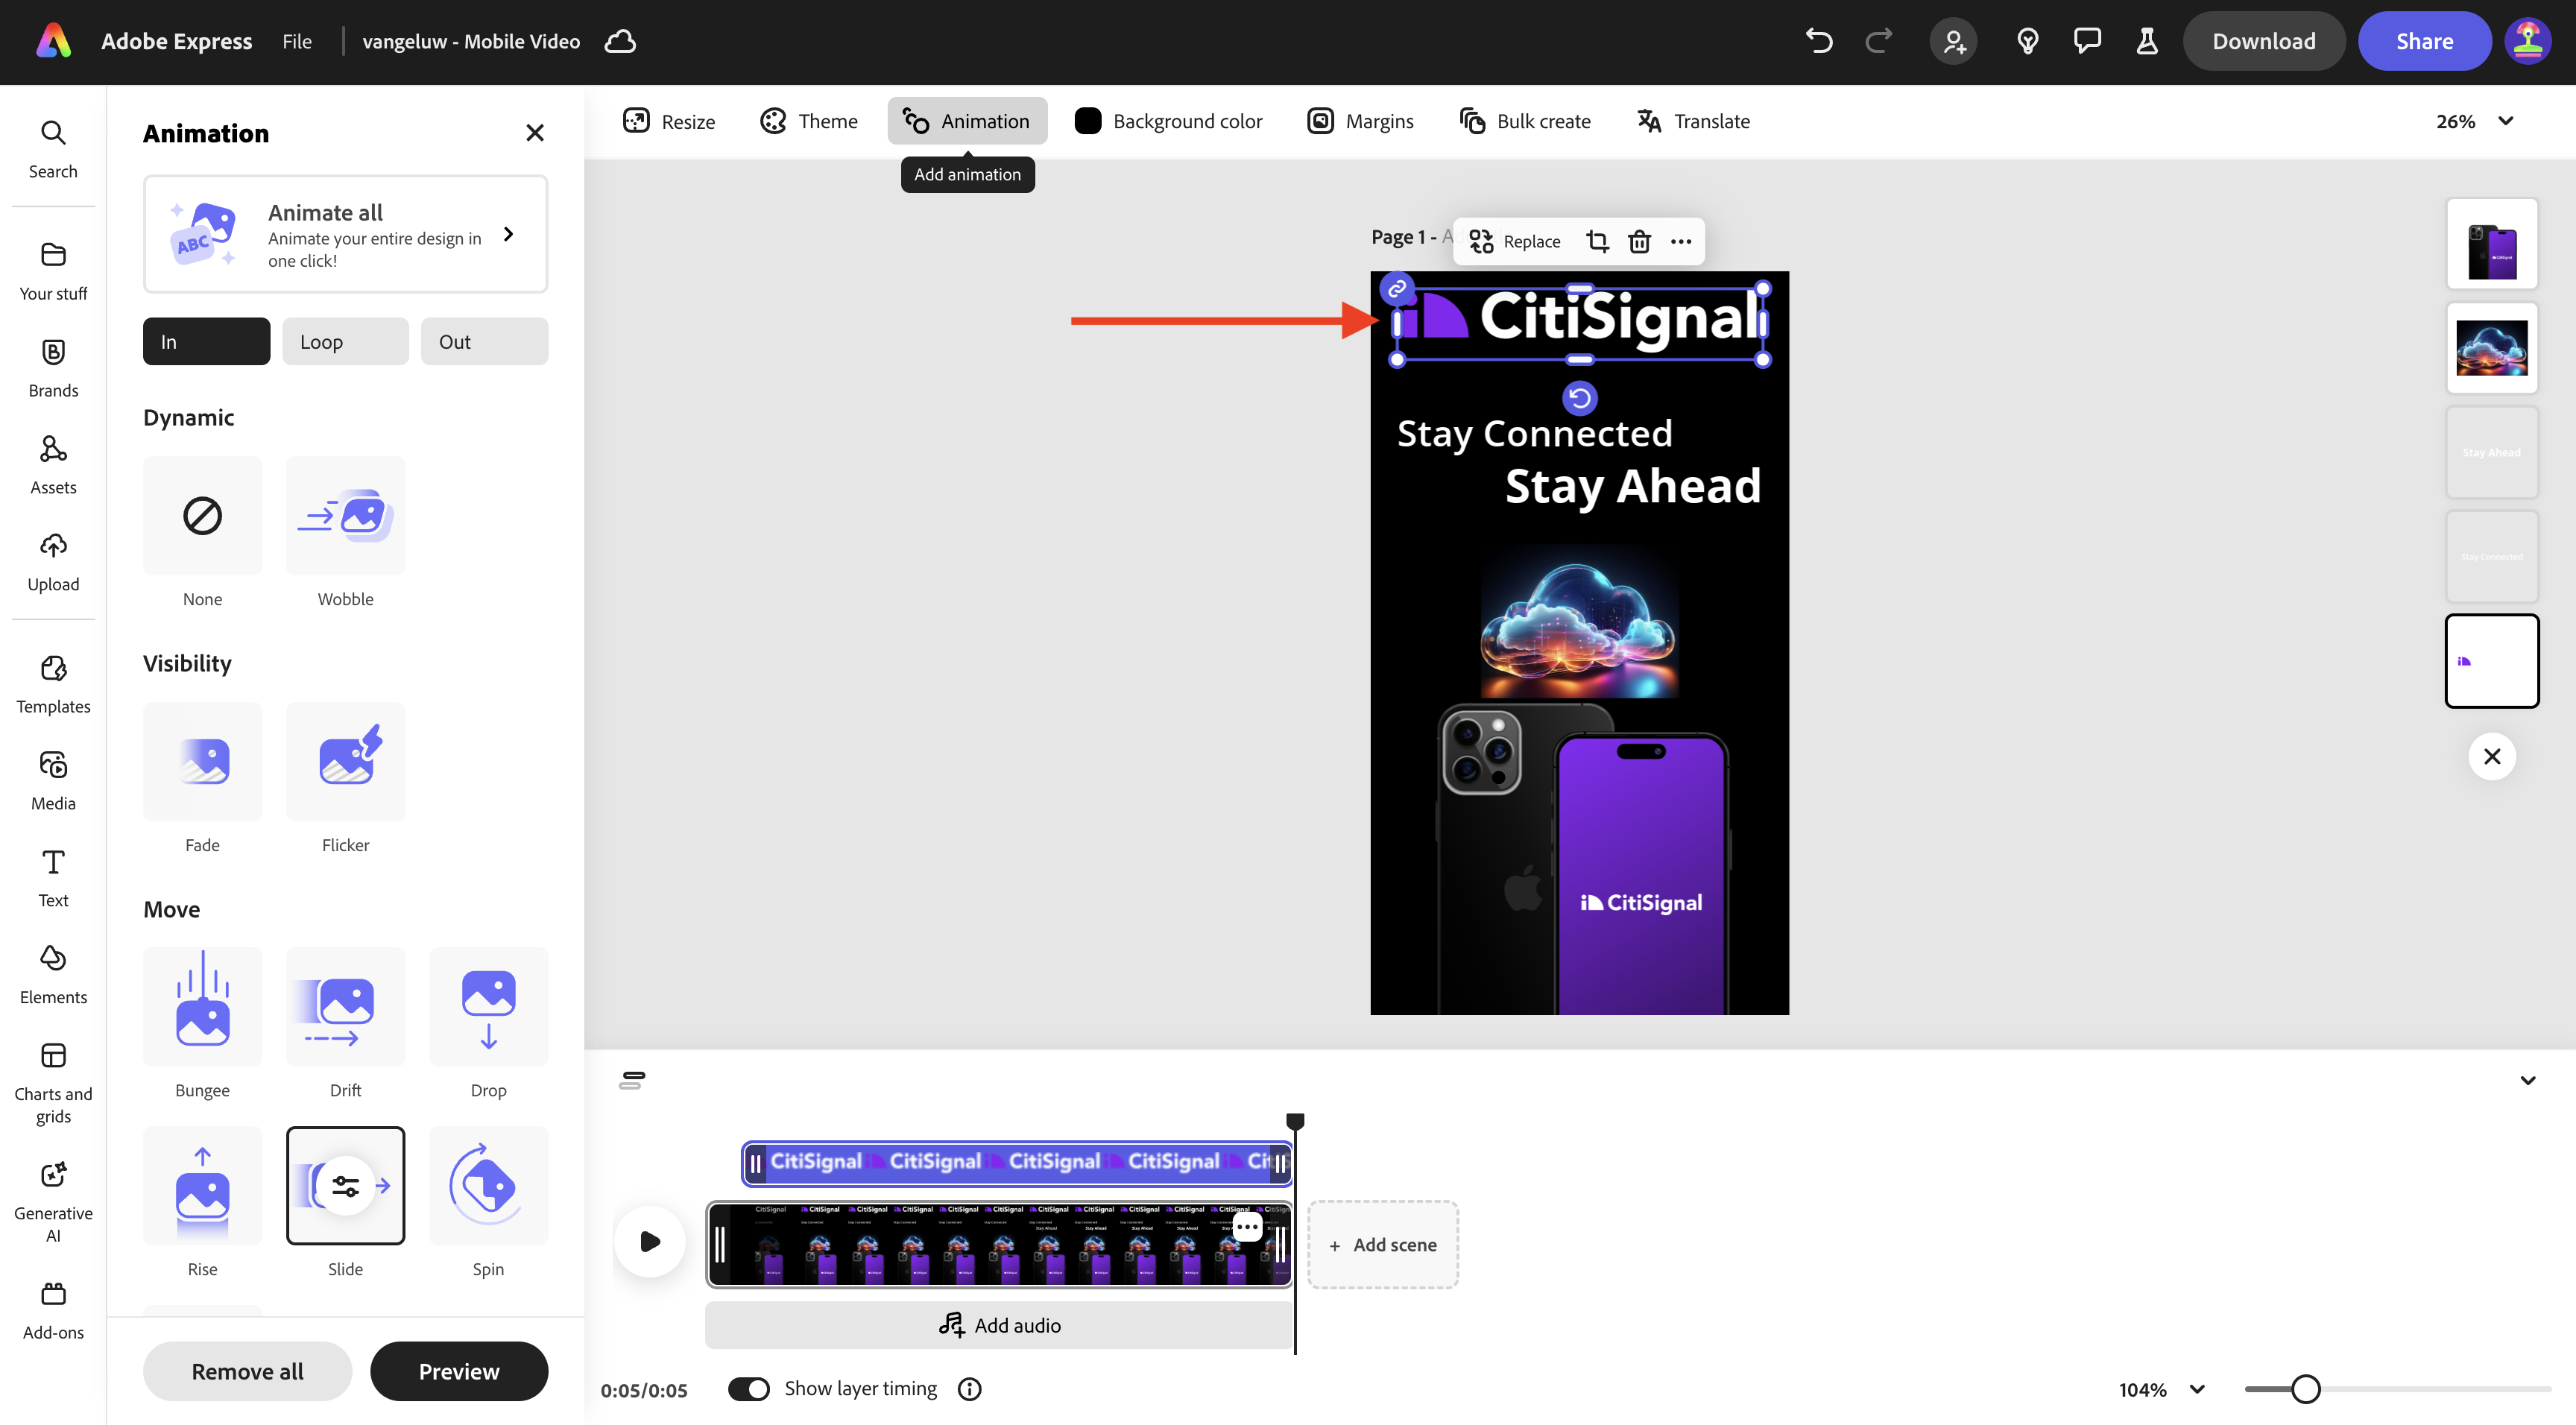 Adobe Express File vangeluw - Mobile Video Download Share
Resize Theme Animation Background color Margins Bulk create Translate 26%
Add animation
Search
Your stuff
Brands
Assets
Upload
Templates
Media
Text
Elements
Charts and
grids
Generative
AI
Add-ons
Animation
ABC
Animate all
Animate your entire design in
one click!
In Loop Out
Dynamic
None Wobble
Visibility
Fade Flicker
Move
Bungee Drift Drop
Rise Slide Spin
Remove all Preview
Page 1 -
Replace
CitiSignal
Stay Connected
Stay Ahead
CitiSignal
Stay Ahead
Stay Connected
CitiSignal CitiSignal CitiSignal CitiSignal
+ Add scene
Add audio
0:05/0:05 Show layer timing 104%